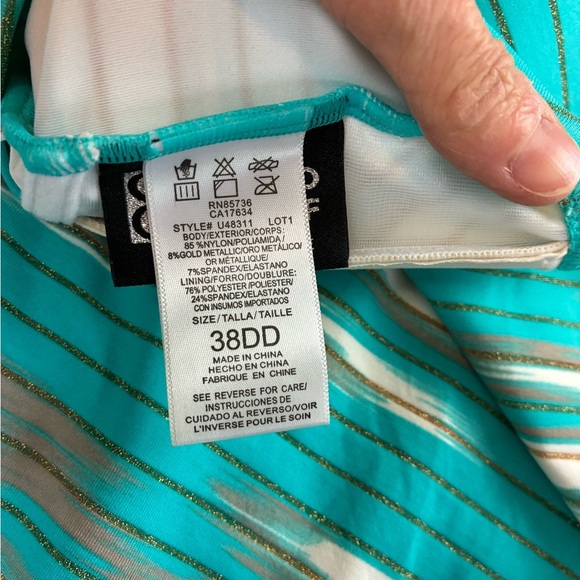 RN85736
CA17634
STYLE# U48311 LOT1
BODY/EXTERIOR/CORPS:
85 %NYLON/POLIAMIDA/
8%GOLD METALLIC/ORO METÁLICO/
OR MÉTALLIQUE/
7%SPANDEX/ELASTANO
LINING/FORRO/DOUBLURE:
76% POLYESTER/POLIESTER/
24%SPANDEX/ELASTANO
CON INSUMOS IMPORTADOS
SIZE/TALLA/TAILLE
38DD
MADE IN CHINA
HECHO EN CHINA
FABRIQUE EN CHINE
SEE REVERSE FOR CARE/
INSTRUCCIONES DE
CUIDADO AL REVERSO/VOIR
L'INVERSE POUR LE SOIN